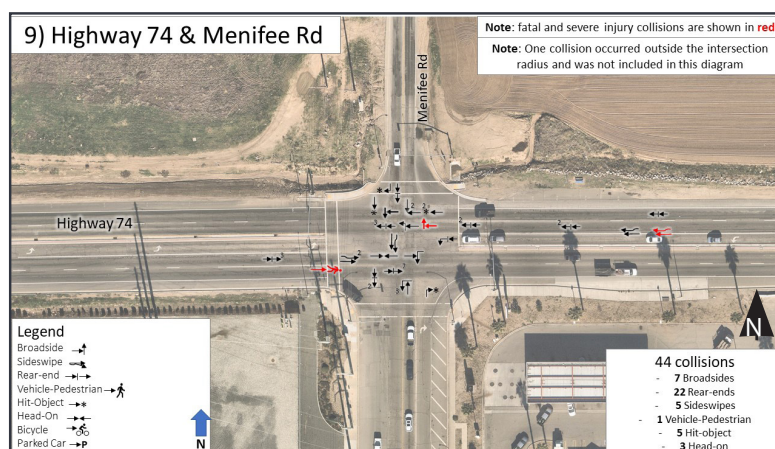 9) Highway 74 & Menifee Rd
Note: fatal and severe injury collisions are shown in red
Note: One collision occurred outside the intersection
radius and was not included in this diagram
Menifee Rd
Highway 74
Legend
Broadside
Sideswipe
Rear-end
Vehicle-Pedestrian
Hit-Object
Head-On
Bicycle
Parked Car
P
N
N
44 collisions
- 7 Broadsides
- 22 Rear-ends
- 5 Sideswipes
- 1 Vehicle-Pedestrian
- 5 Hit-object
- 3 Head-on